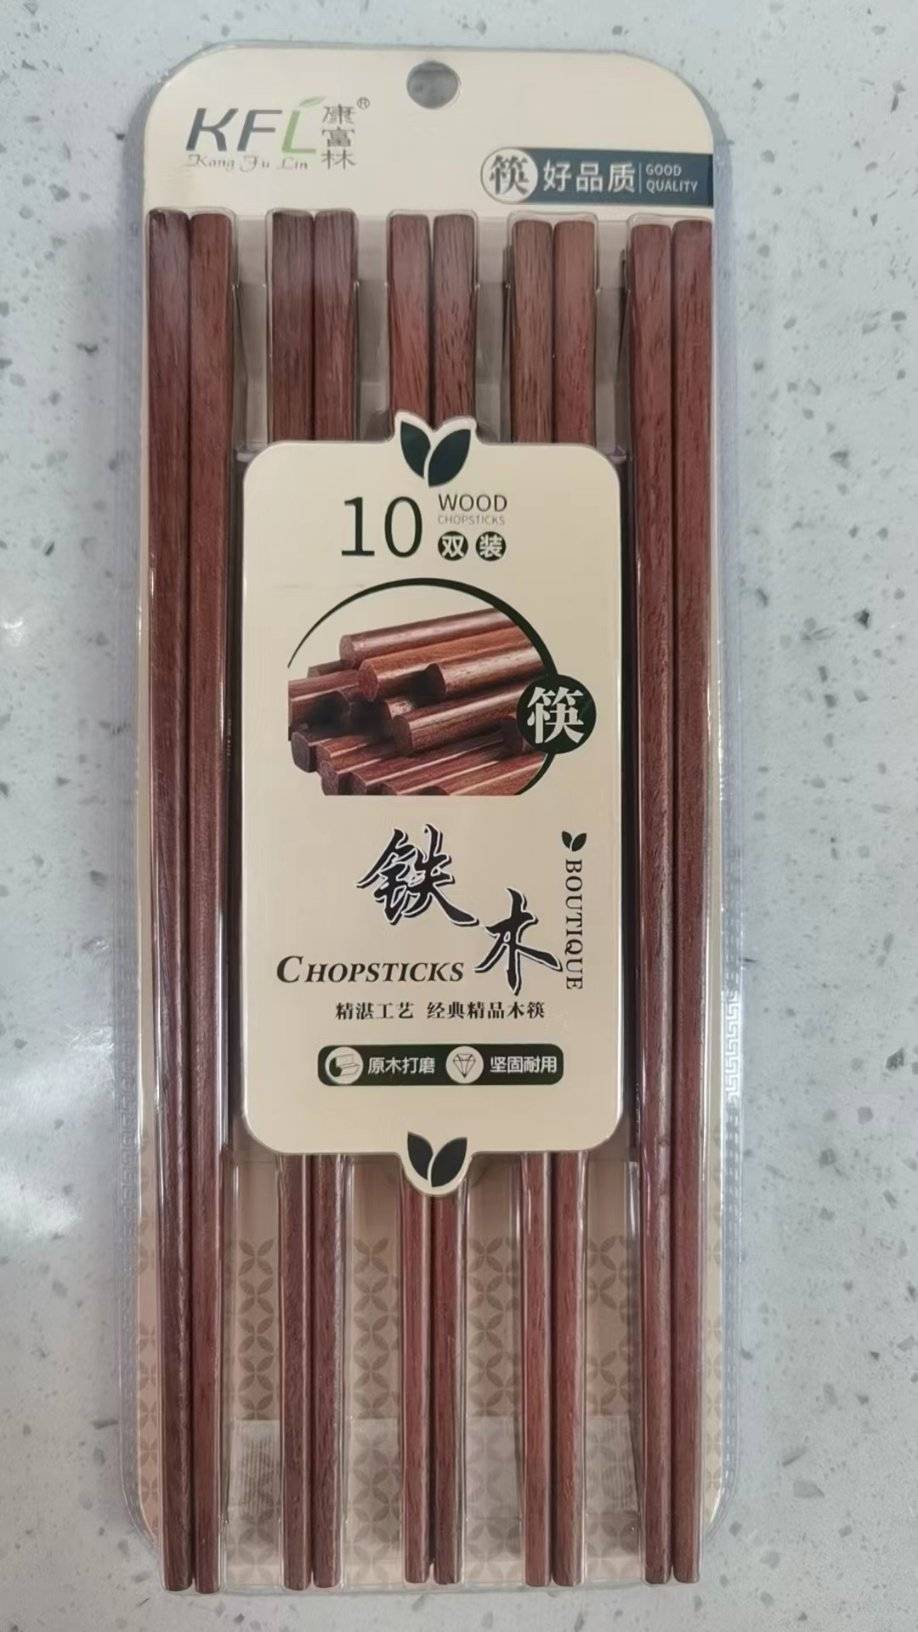 KFL 康富林®
Kang Fu Lin
筷 好品质 GOOD QUALITY
10 WOOD
CHOPSTICKS
双装
筷
铁木
BOUTIQUE
CHOPSTICKS
精湛工艺 经典精品木筷
原木打磨 坚固耐用